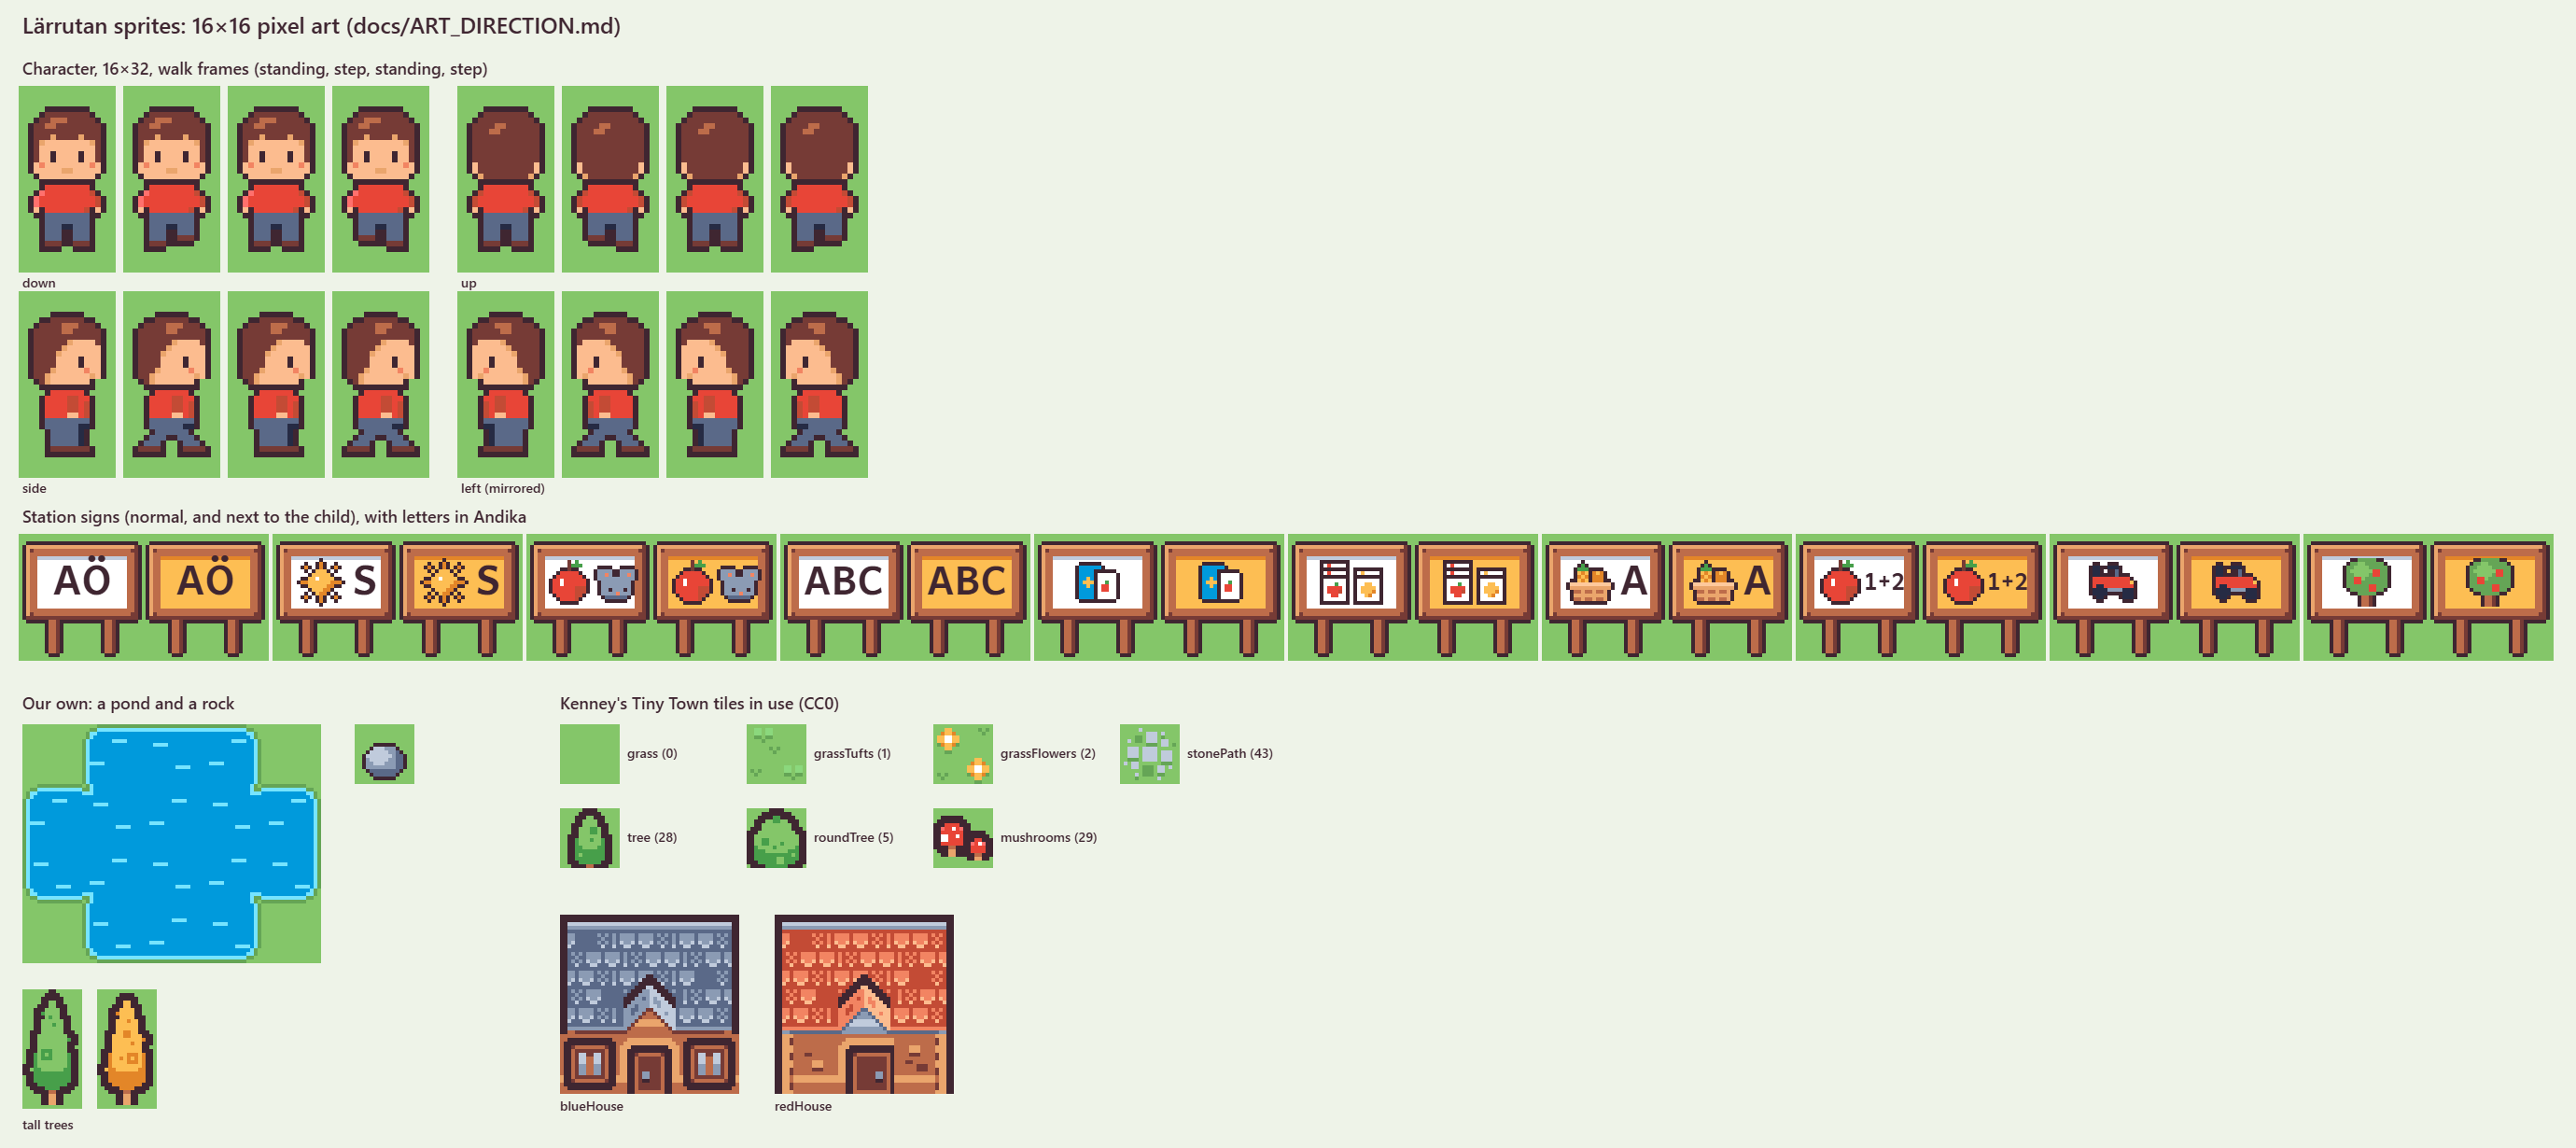 Lärrutan sprites: 16×16 pixel art (docs/ART_DIRECTION.md)
Character, 16×32, walk frames (standing, step, standing, step)
down
up
side
left (mirrored)
Station signs (normal, and next to the child), with letters in Andika
AÖ AÖ S S ABC ABC A A 1+2 1+2
Our own: a pond and a rock
Kenney's Tiny Town tiles in use (CC0)
grass (0)
grassTufts (1)
grassFlowers (2)
stonePath (43)
tree (28)
roundTree (5)
mushrooms (29)
blueHouse
redHouse
tall trees